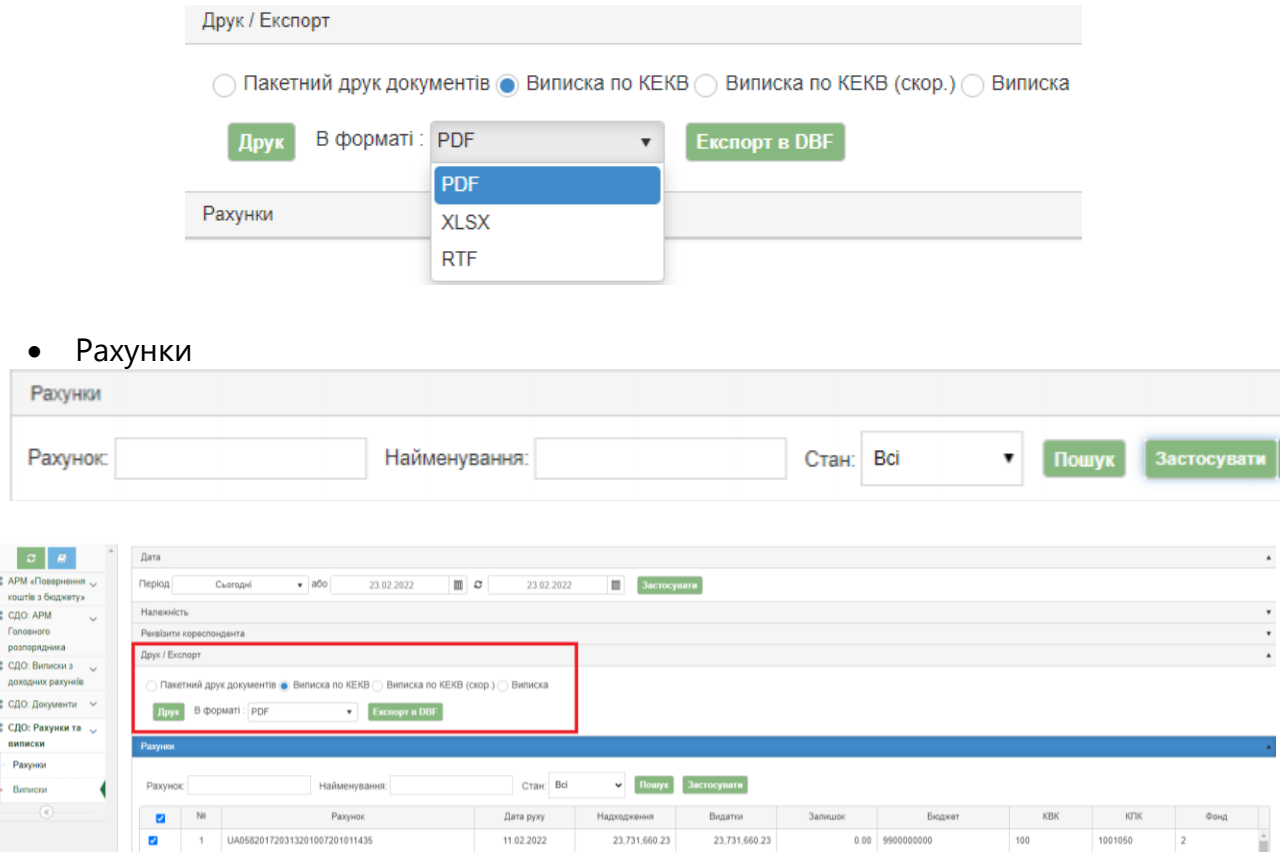 Друк / Експорт
Пакетний друк документів Виписка по КЕКВ Виписка по КЕКВ (скор.) Виписка
Друк В форматі : PDF Експорт в DBF
PDF
XLSX
RTF
Рахунки
• Рахунки
Рахунки
Рахунок: Найменування: Стан: Всі Пошук Застосувати
Дата
Період Сьогодні або 23.02.2022 23.02.2022 Застосувати
Належність
Реквізити кореспондента
Друк / Експорт
Пакетний друк документів Виписка по КЕКВ Виписка по КЕКВ (скор.) Виписка
Друк В форматі : PDF Експорт в DBF
Рахунки
Рахунок: Найменування: Стан: Всі Пошук Застосувати
№ Рахунок Дата руху Надходження Видатки Залишок Бюджет КВК КПК Фонд
1 UA058201720313201007201011435 11.02.2022 23,731,660.23 23,731,660.23 0.00 9900000000 100 1001050 2
АРМ «Повернення
коштів з бюджету»
СДО: АРМ
Головного
розпорядника
СДО: Виписки з
доходних рахунків
СДО: Документи
СДО: Рахунки та
виписки
Рахунки
Виписки